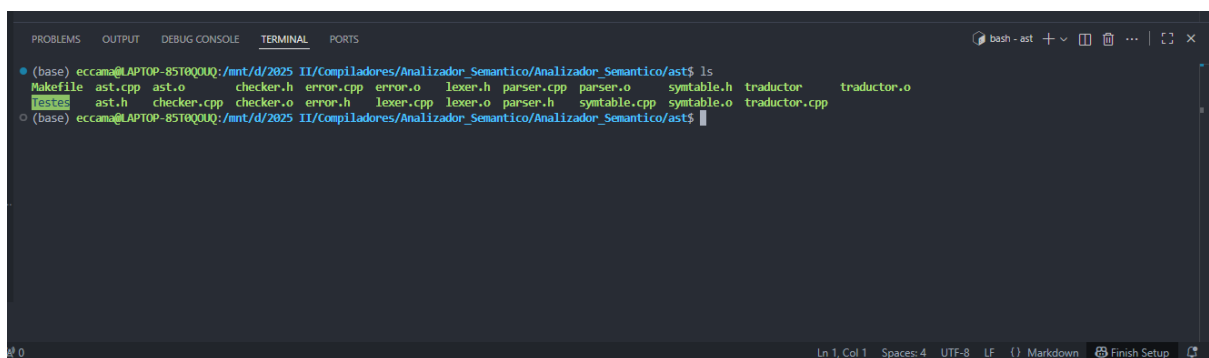 PROBLEMS OUTPUT DEBUG CONSOLE TERMINAL PORTS bash - ast
(base) eccama@LAPTOP-85T0QOUQ:/mnt/d/2025 II/Compiladores/Analizador_Semantico/Analizador_Semantico/ast$ ls
Makefile ast.cpp ast.o checker.h error.cpp error.o lexer.h parser.cpp parser.o symtable.h traductor traductor.o
Testes ast.h checker.cpp checker.o error.h lexer.cpp lexer.o parser.h symtable.cpp symtable.o traductor.cpp
(base) eccama@LAPTOP-85T0QOUQ:/mnt/d/2025 II/Compiladores/Analizador_Semantico/Analizador_Semantico/ast$
0 Ln 1, Col 1 Spaces: 4 UTF-8 LF {} Markdown Finish Setup